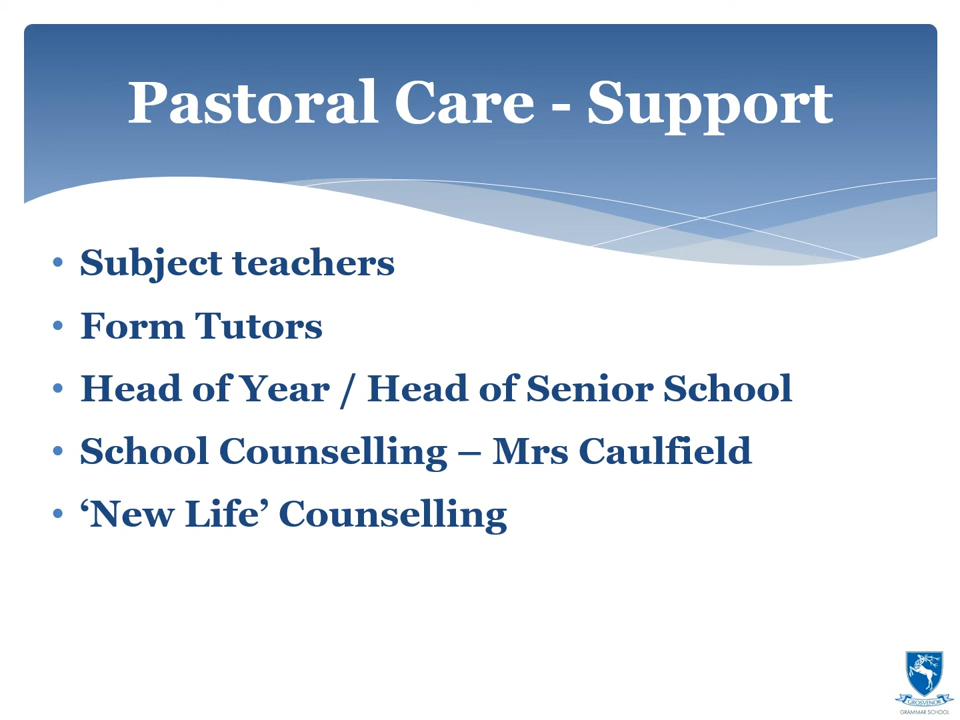 Pastoral Care - Support
• Subject teachers
• Form Tutors
• Head of Year / Head of Senior School
• School Counselling – Mrs Caulfield
• ‘New Life’ Counselling
GROSVENOR
GRAMMAR SCHOOL